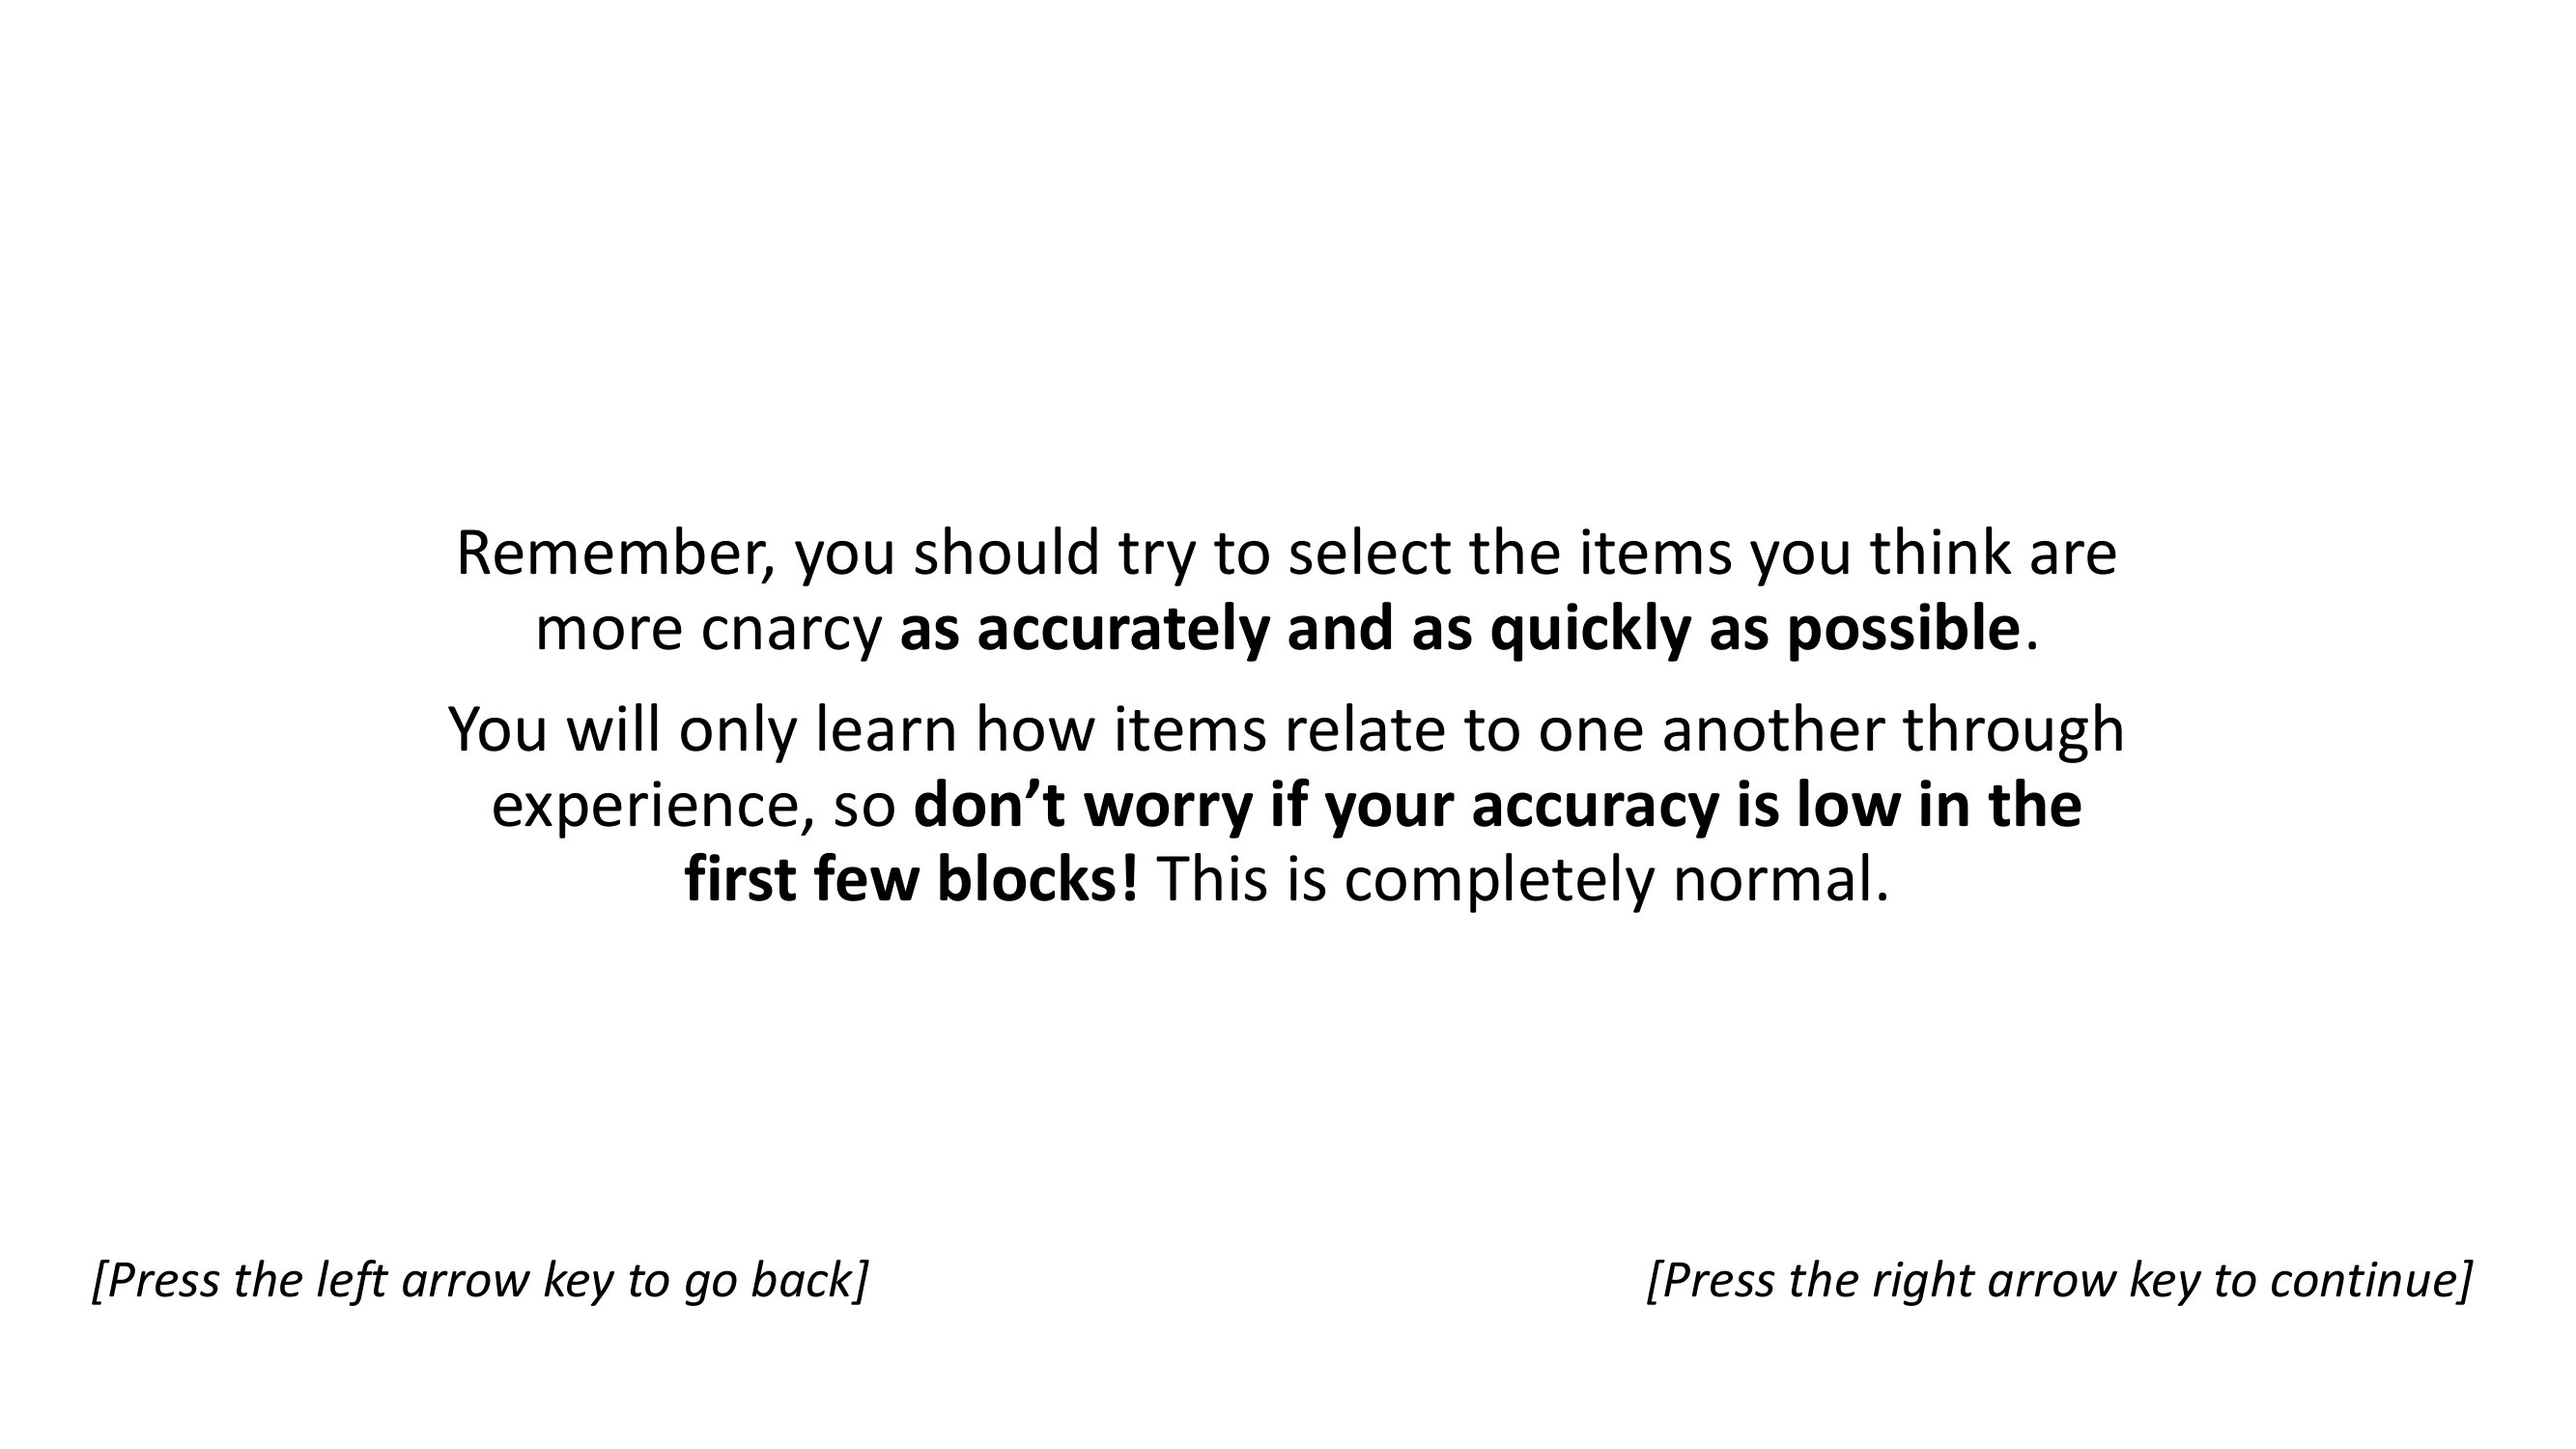 Remember, you should try to select the items you think are
more cnarcy as accurately and as quickly as possible.
You will only learn how items relate to one another through
experience, so don’t worry if your accuracy is low in the
first few blocks! This is completely normal.
[Press the left arrow key to go back]
[Press the right arrow key to continue]